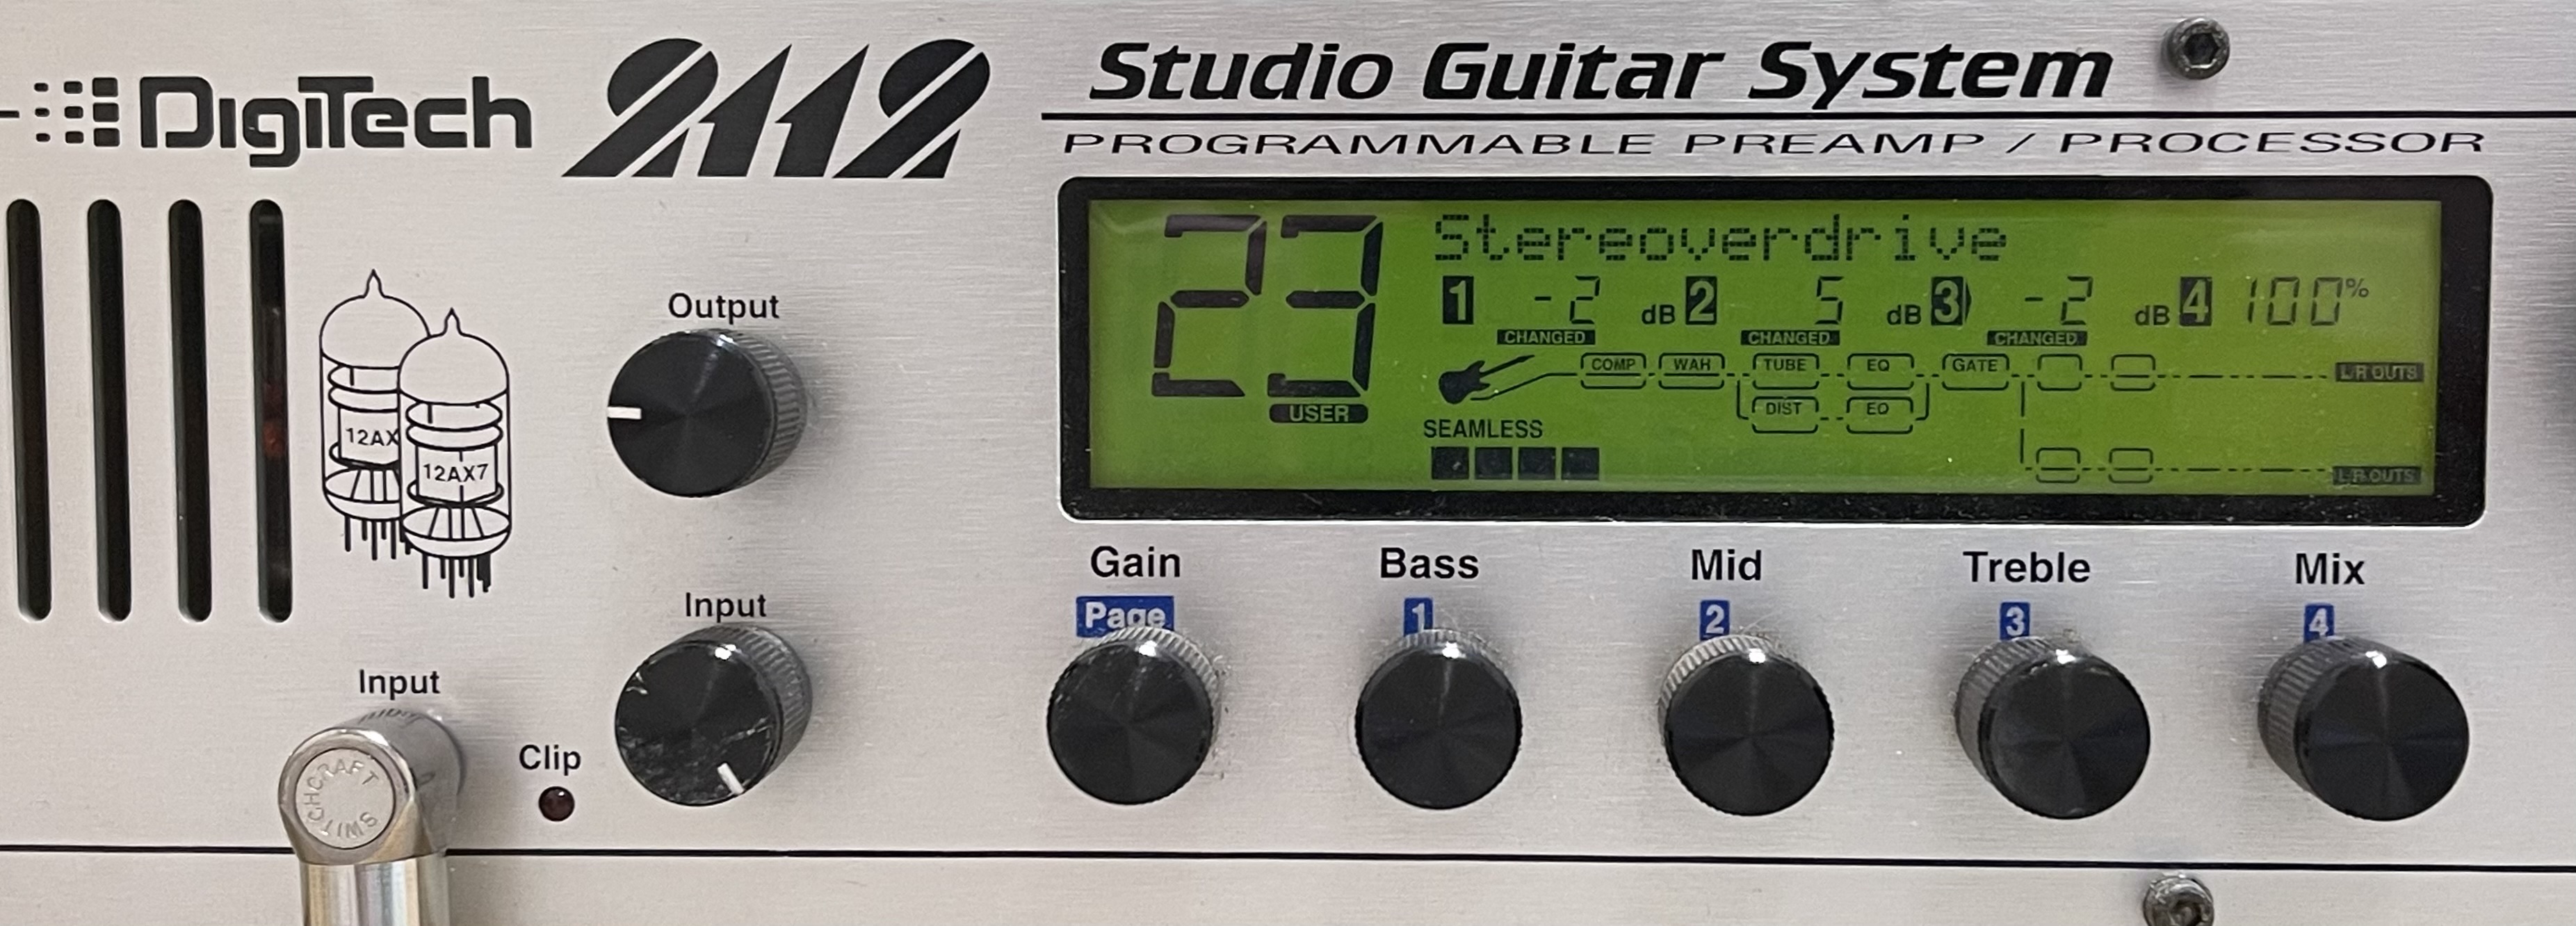 DigiTech 2112 Studio Guitar System
PROGRAMMABLE PREAMP / PROCESSOR
23 USER
Stereoverdrive
1 -2 dB 2 5 dB 3 -2 dB 4 100%
CHANGED CHANGED CHANGED
COMP WAH TUBE EQ GATE L/R OUTS
DIST EQ
SEAMLESS
L/R OUTS
12AX
12AX7
Output
Input
Input
Clip
SWITCHCRAFT
Gain Bass Mid Treble Mix
Page 1 2 3 4